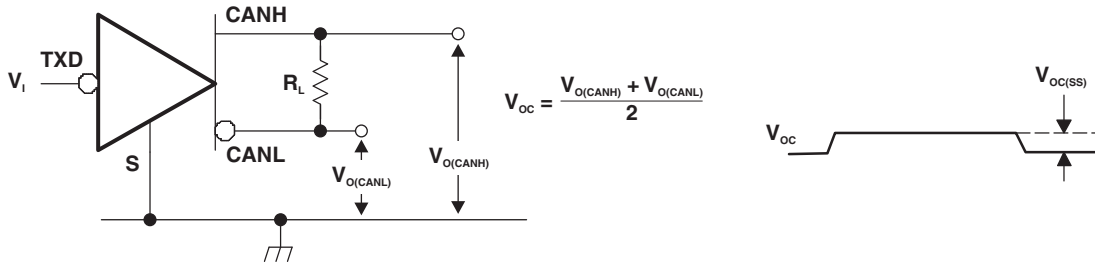 CANH
TXD
V_I
R_L
CANL
S
V_O(CANL)
V_O(CANH)
V_OC = (V_O(CANH) + V_O(CANL)) / 2
V_OC(SS)
V_OC